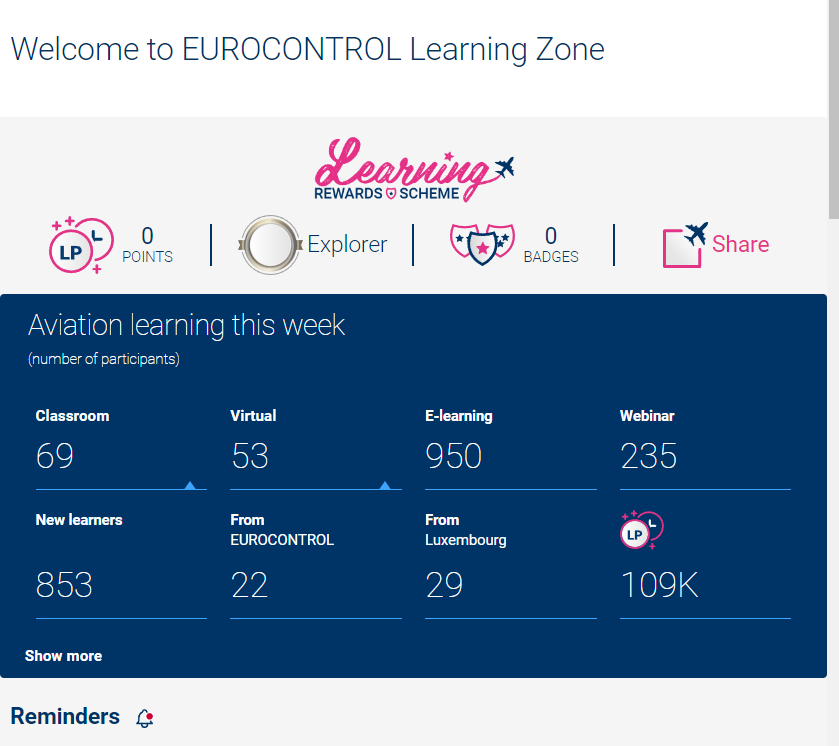 Welcome to EUROCONTROL Learning Zone
Learning
REWARDS SCHEME
LP
0
POINTS
Explorer
0
BADGES
Share
Aviation learning this week
(number of participants)
Classroom
69
Virtual
53
E-learning
950
Webinar
235
New learners
853
From
EUROCONTROL
22
From
Luxembourg
29
LP
109K
Show more
Reminders